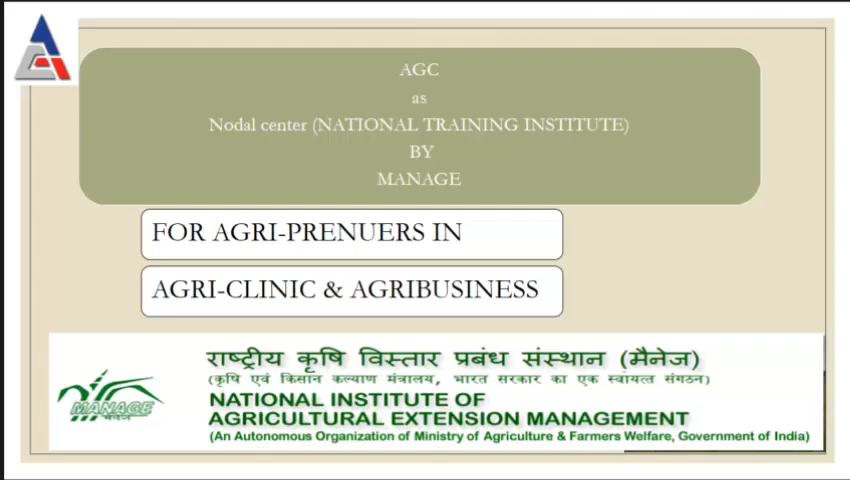 AGC
as
Nodal center (NATIONAL TRAINING INSTITUTE)
BY
MANAGE
FOR AGRI-PRENUERS IN
AGRI-CLINIC & AGRIBUSINESS
राष्ट्रीय कृषि विस्तार प्रबंध संस्थान (मैनेज)
(कृषि एवं किसान कल्याण मंत्रालय, भारत सरकार का एक स्वायत्त संगठन)
MANAGE
मैनेज
NATIONAL INSTITUTE OF
AGRICULTURAL EXTENSION MANAGEMENT
(An Autonomous Organization of Ministry of Agriculture & Farmers Welfare, Government of India)